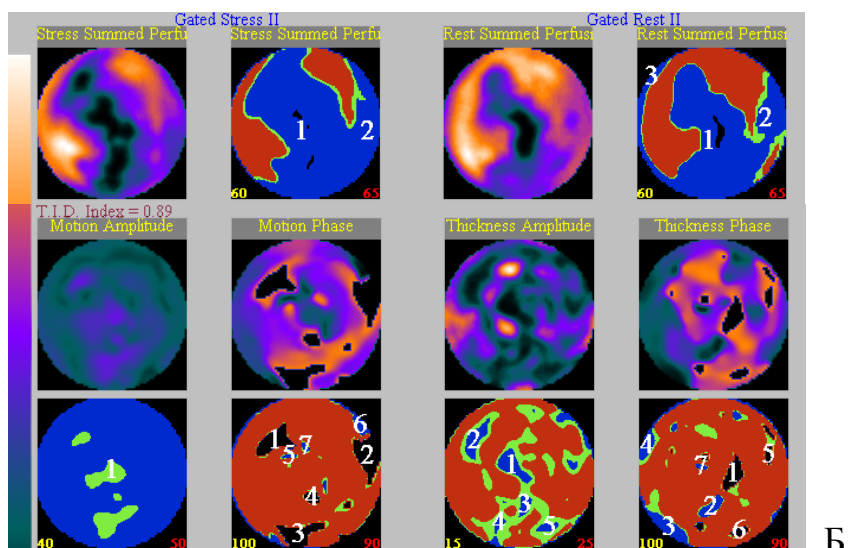 Gated Stress II Gated Rest II
Stress Summed Perfu Stress Summed Perfu Rest Summed Perfus Rest Summed Perfus
1 2 3 1 2
60 65 60 65
T.I.D. Index = 0.89
Motion Amplitude Motion Phase Thickness Amplitude Thickness Phase
1 1 5 7 6 2 4 3 2 1 4 3 5 4 7 1 5 2 3 6
40 50 100 90 15 25 100 90
Б